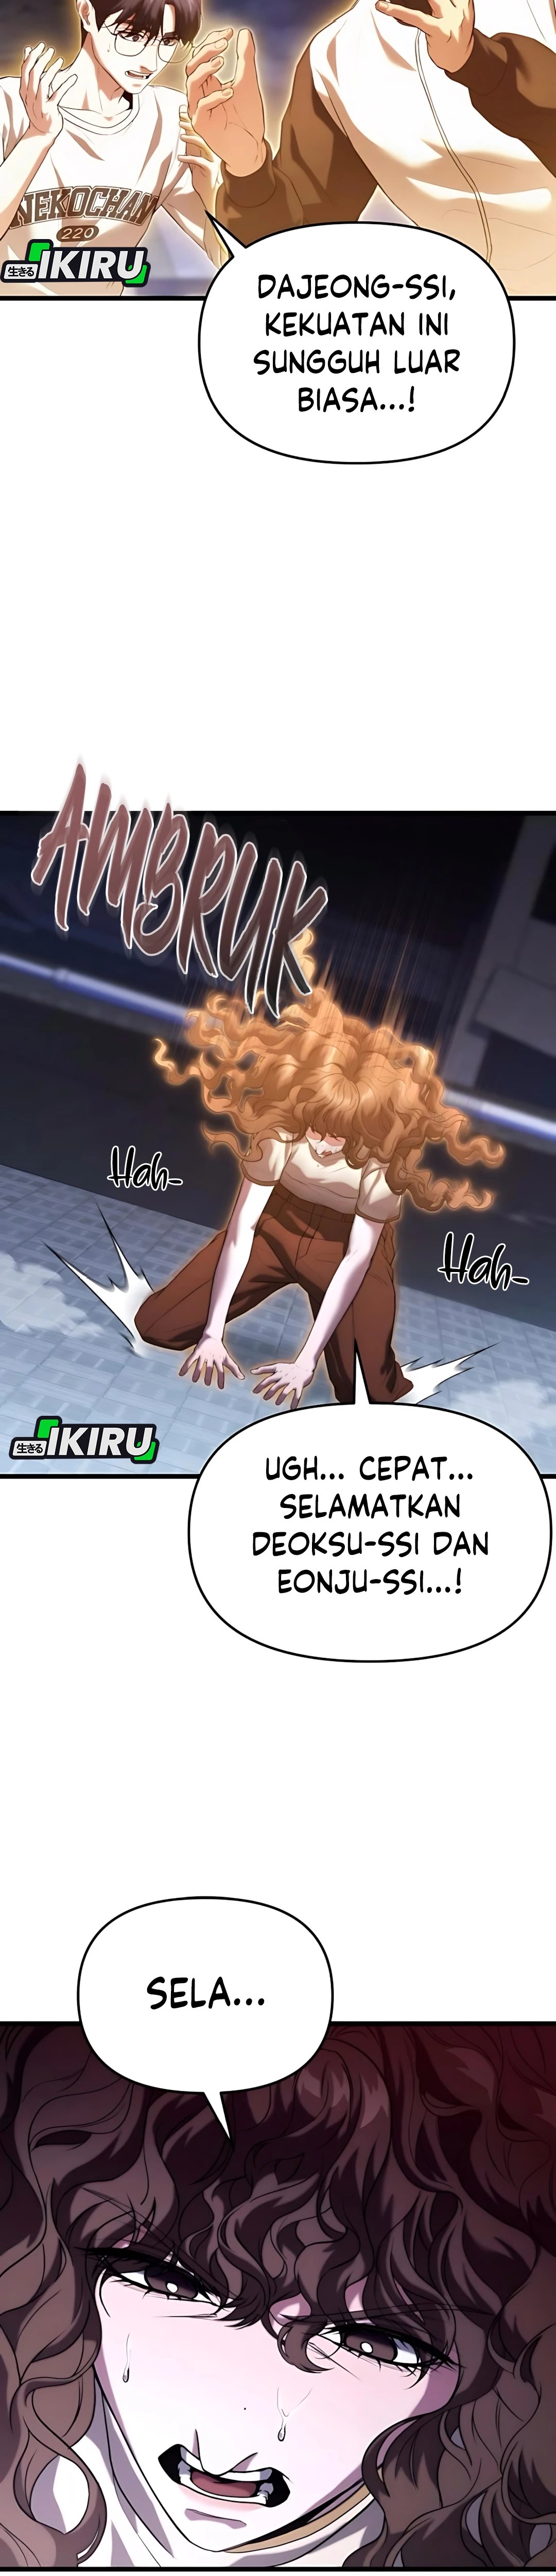 NEKOCHAN
220
生きる IKIRU
DAJEONG-SSI,
KEKUATAN INI
SUNGGUH LUAR
BIASA...!
AMBRUK
Hah-
Hah-
生きる IKIRU
UGH... CEPAT...
SELAMATKAN
DEOKSU-SSI DAN
EONJU-SSI...!
SELA...